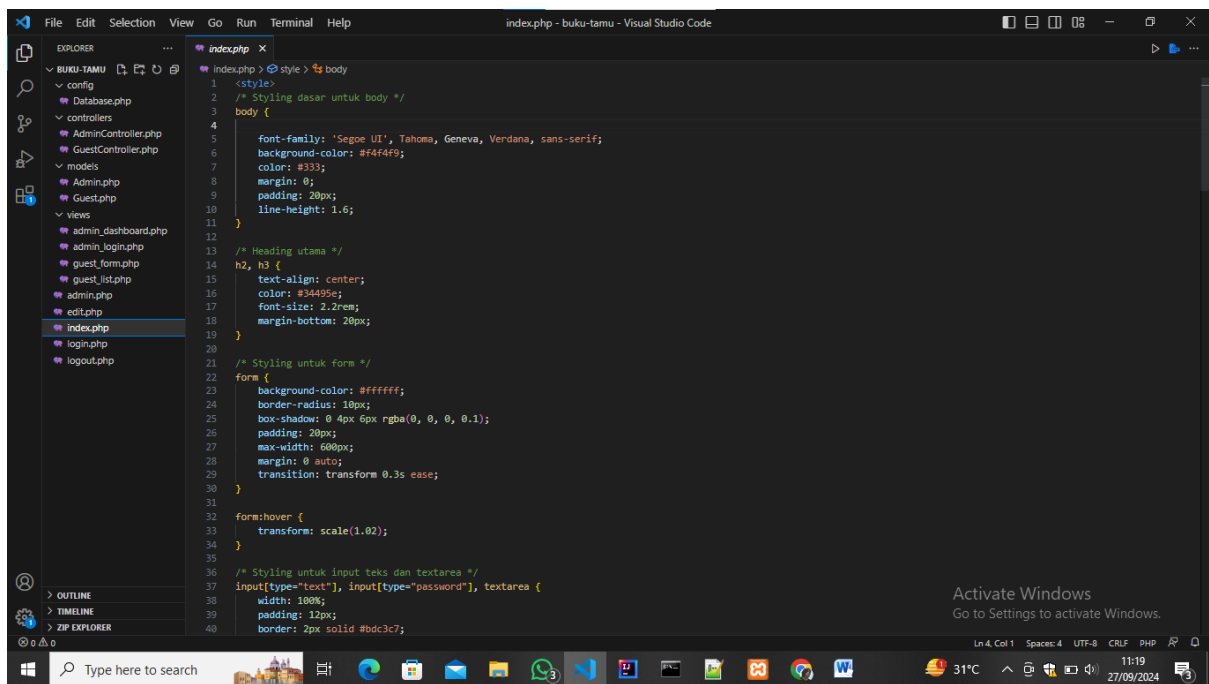 File Edit Selection View Go Run Terminal Help
index.php - buku-tamu - Visual Studio Code
EXPLORER
BUKU-TAMU
config
Database.php
controllers
AdminController.php
GuestController.php
models
Admin.php
Guest.php
views
admin_dashboard.php
admin_login.php
guest_form.php
guest_list.php
admin.php
edit.php
index.php
login.php
logout.php
OUTLINE
TIMELINE
ZIP EXPLORER
1
1
index.php
index.php > style > body
1 <style>
2 /* Styling dasar untuk body */
3 body {
4
5 font-family: 'Segoe UI', Tahoma, Geneva, Verdana, sans-serif;
6 background-color: #f4f4f9;
7 color: #333;
8 margin: 0;
9 padding: 20px;
10 line-height: 1.6;
11 }
12
13 /* Heading utama */
14 h2, h3 {
15 text-align: center;
16 color: #34495e;
17 font-size: 2.2rem;
18 margin-bottom: 20px;
19 }
20
21 /* Styling untuk form */
22 form {
23 background-color: #ffffff;
24 border-radius: 10px;
25 box-shadow: 0 4px 6px rgba(0, 0, 0, 0.1);
26 padding: 20px;
27 max-width: 600px;
28 margin: 0 auto;
29 transition: transform 0.3s ease;
30 }
31
32 form:hover {
33 transform: scale(1.02);
34 }
35
36 /* Styling untuk input teks dan textarea */
37 input[type="text"], input[type="password"], textarea {
38 width: 100%;
39 padding: 12px;
40 border: 2px solid #bdc3c7;
Activate Windows
Go to Settings to activate Windows.
0 0
Ln 4, Col 1 Spaces: 4 UTF-8 CRLF PHP
Type here to search
3
31°C
11:19
27/09/2024
3